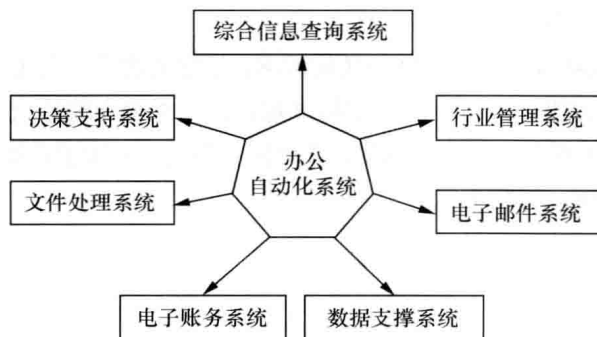 综合信息查询系统
决策支持系统
行业管理系统
办公
自动化系统
文件处理系统
电子邮件系统
电子账务系统
数据支撑系统